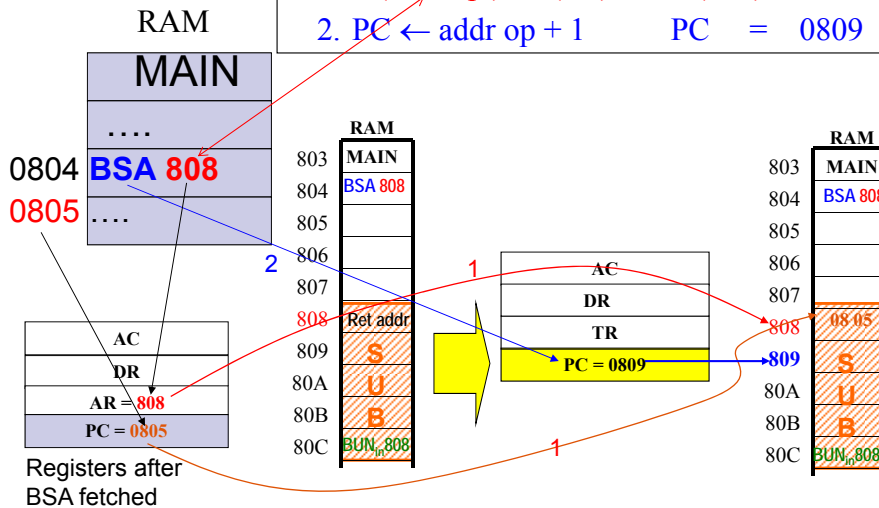 2. PC ← addr op + 1 PC = 0809
RAM
MAIN
....
0804 BSA 808
0805 ....
2
AC
DR
AR = 808
PC = 0805
Registers after
BSA fetched
RAM
803 MAIN
804 BSA 808
805
806
807
808 Ret addr
809 S
80A U
80B B
80C BUNin808
1
AC
DR
TR
PC = 0809
1
RAM
803 MAIN
804 BSA 808
805
806
807
808 08 05
809 S
80A U
80B B
80C BUNin808